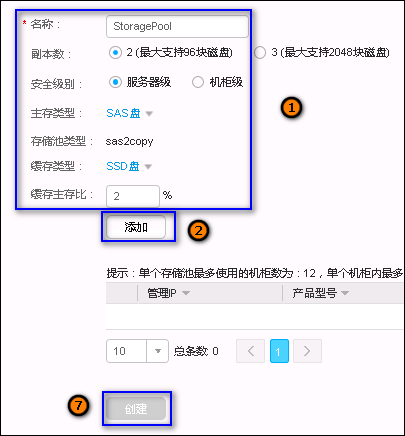 * 名称： StoragePool
副本数： 2 (最大支持96块磁盘) 3 (最大支持2048块磁盘)
安全级别： 服务器级 机柜级
主存类型： SAS盘
1
存储池类型： sas2copy
缓存类型： SSD盘
缓存主存比： 2 %
添加 2
提示：单个存储池最多使用的机柜数为：12，单个机柜内最多
管理IP 产品型号
10 总条数: 0 < 1 >
7 创建